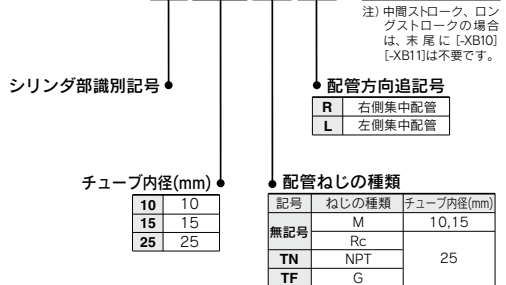 注) 中間ストローク、ロン
グストロークの場合
は、末尾に [-XB10]
[-XB11]は不要です。
シリンダ部識別記号
配管方向追記号
R 右側集中配管
L 左側集中配管
チューブ内径(mm)
10 10
15 15
25 25
配管ねじの種類
記号 ねじの種類 チューブ内径(mm)
無記号 M 10,15
Rc 25
TN NPT
TF G